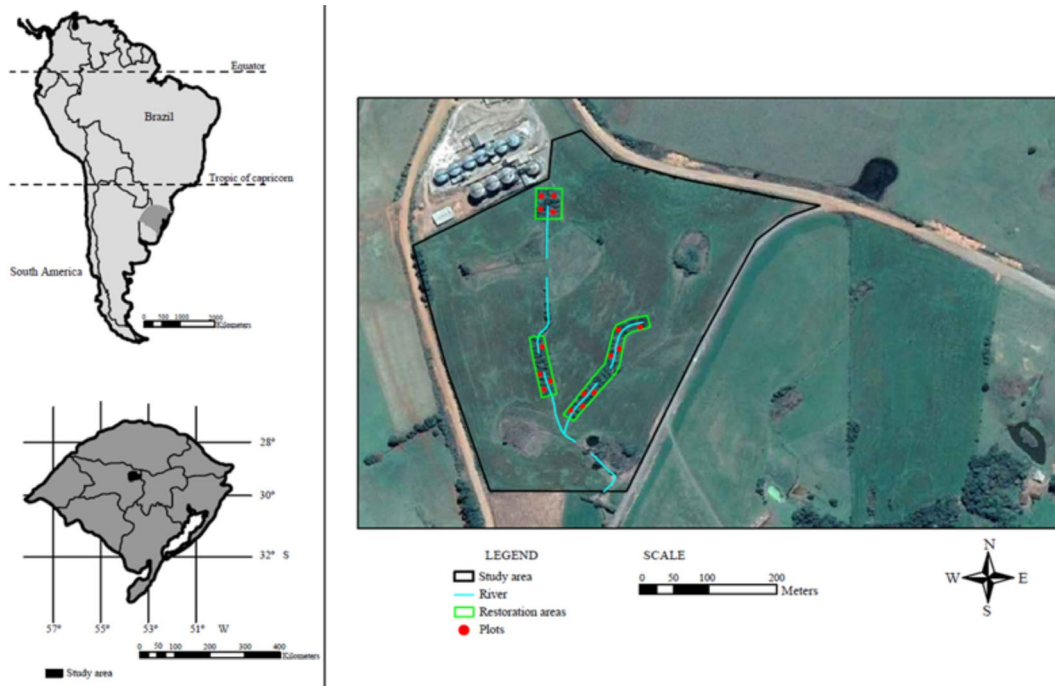 Equator
Brazil
Tropic of capricorn
South America
0 500 1000 2000
Kilometers
28°
30°
32° S
57° 55° 53° 51° W
0 50 100 200 300 400
Kilometers
Study area
LEGEND
Study area
River
Restoration areas
Plots
SCALE
0 50 100 200
Meters
N
W E
S